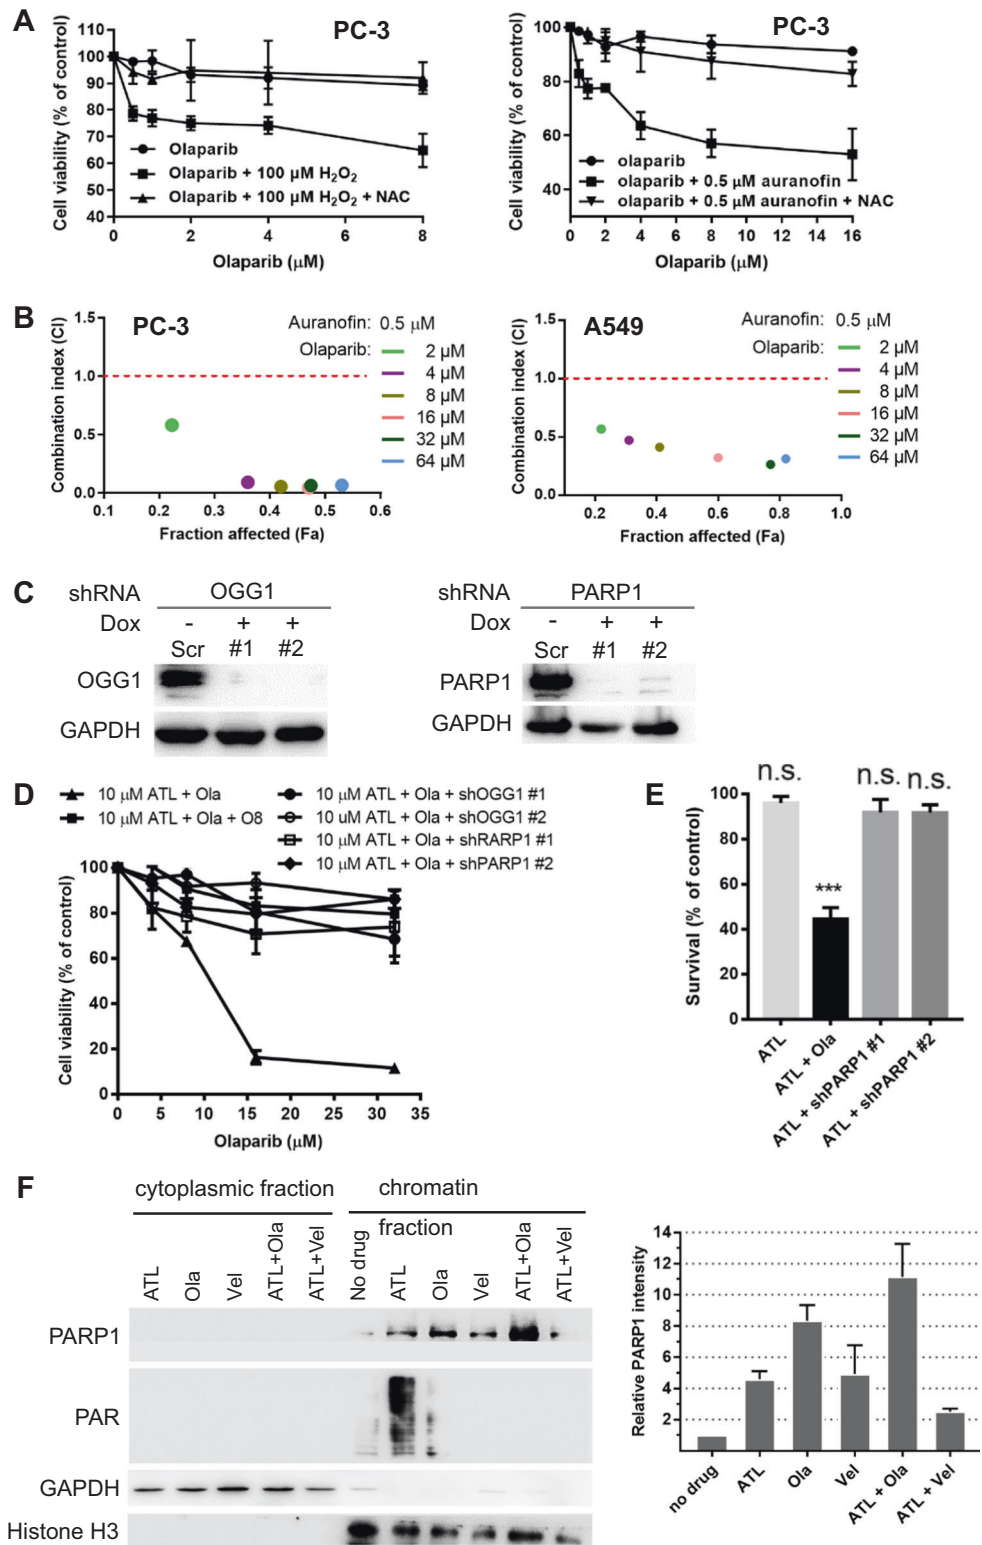 A
PC-3
110
100
90
80
70
60
50
40
Cell viability (% of control)
Olaparib
Olaparib + 100 µM H₂O₂
Olaparib + 100 µM H₂O₂ + NAC
0 2 4 6 8
Olaparib (µM)
PC-3
100
80
60
40
Cell viability (% of control)
olaparib
olaparib + 0.5 µM auranofin
olaparib + 0.5 µM auranofin + NAC
0 2 4 6 8 10 12 14 16
Olaparib (µM)
B
PC-3
1.5
1.0
0.5
0.0
Combination index (CI)
Auranofin: 0.5 µM
Olaparib: 2 µM
4 µM
8 µM
16 µM
32 µM
64 µM
0.1 0.2 0.3 0.4 0.5 0.6
Fraction affected (Fa)
A549
1.5
1.0
0.5
0.0
Combination index (CI)
Auranofin: 0.5 µM
Olaparib: 2 µM
4 µM
8 µM
16 µM
32 µM
64 µM
0.2 0.4 0.6 0.8 1.0
Fraction affected (Fa)
C
shRNA OGG1
Dox - + +
Scr #1 #2
OGG1
GAPDH
shRNA PARP1
Dox - + +
Scr #1 #2
PARP1
GAPDH
D
10 µM ATL + Ola
10 µM ATL + Ola + O8
10 µM ATL + Ola + shOGG1 #1
10 uM ATL + Ola + shOGG1 #2
10 µM ATL + Ola + shRARP1 #1
10 µM ATL + Ola + shPARP1 #2
100
80
60
40
20
0
Cell viability (% of control)
0 5 10 15 20 25 30 35
Olaparib (µM)
E
n.s.
***
n.s.
n.s.
100
80
60
40
20
0
Survival (% of control)
ATL
ATL + Ola
ATL + shPARP1 #1
ATL + shPARP1 #2
F
cytoplasmic fraction
chromatin
fraction
ATL
Ola
Vel
ATL+Ola
ATL+Vel
No drug
ATL
Ola
Vel
ATL+Ola
ATL+Vel
PARP1
PAR
GAPDH
Histone H3
14
12
10
8
6
4
2
Relative PARP1 intensity
no drug
ATL
Ola
Vel
ATL + Ola
ATL + Vel